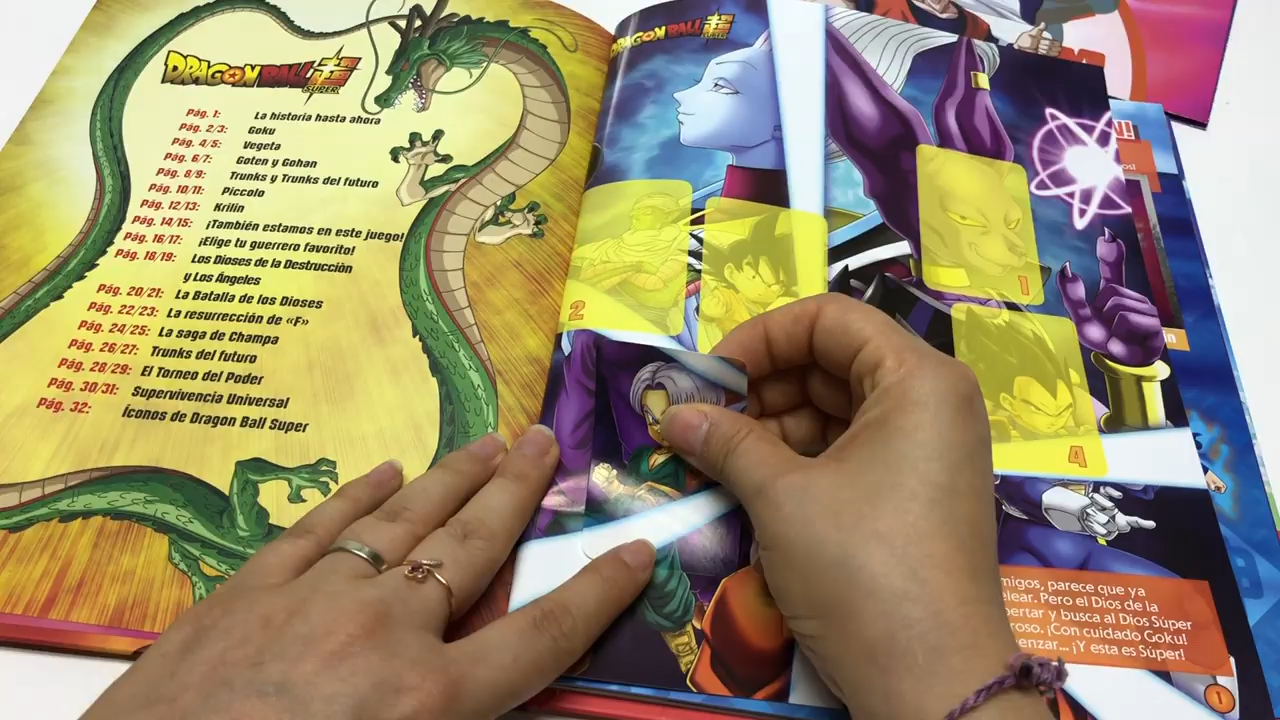 DRAGON BALL 超
SUPER
Pág. 1: La historia hasta ahora
Pág. 2/3: Goku
Pág. 4/5: Vegeta
Pág. 6/7: Goten y Gohan
Pág. 8/9: Trunks y Trunks del futuro
Pág. 10/11: Piccolo
Pág. 12/13: Krilin
Pág. 14/15: ¡También estamos en este juego!
Pág. 16/17: ¡Elige tu guerrero favorito!
Pág. 18/19: Los Dioses de la Destrucciòn
y Los Ángeles
Pág. 20/21: La Batalla de los Dioses
Pág. 22/23: La resurrección de «F»
Pág. 24/25: La saga de Champa
Pág. 26/27: Trunks del futuro
Pág. 28/29: El Torneo del Poder
Pág. 30/31: Supervivencia Universal
Pág. 32: Íconos de Dragon Ball Super
DRAGON BALL 超
SUPER
2
1
4
migos, parece que ya
elear. Pero el Dios de la
pertar y busca al Dios Súper
roso. ¡Con cuidado Goku!
enzar... ¡Y esta es Súper!
1